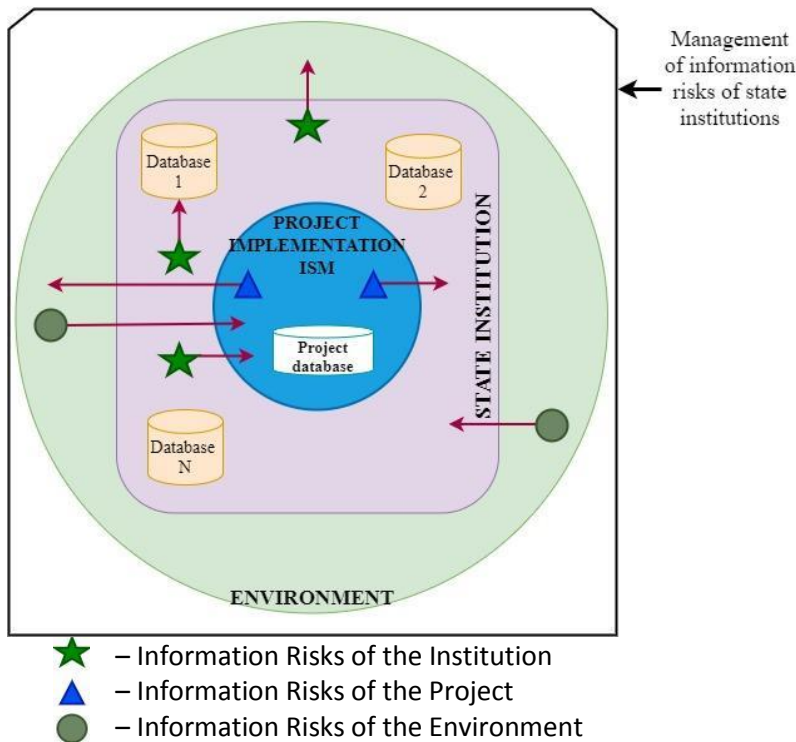 Management
of information
risks of state
institutions
Database
1
Database
2
PROJECT
IMPLEMENTATION
ISM
Project
database
STATE INSTITUTION
Database
N
ENVIRONMENT
– Information Risks of the Institution
– Information Risks of the Project
– Information Risks of the Environment